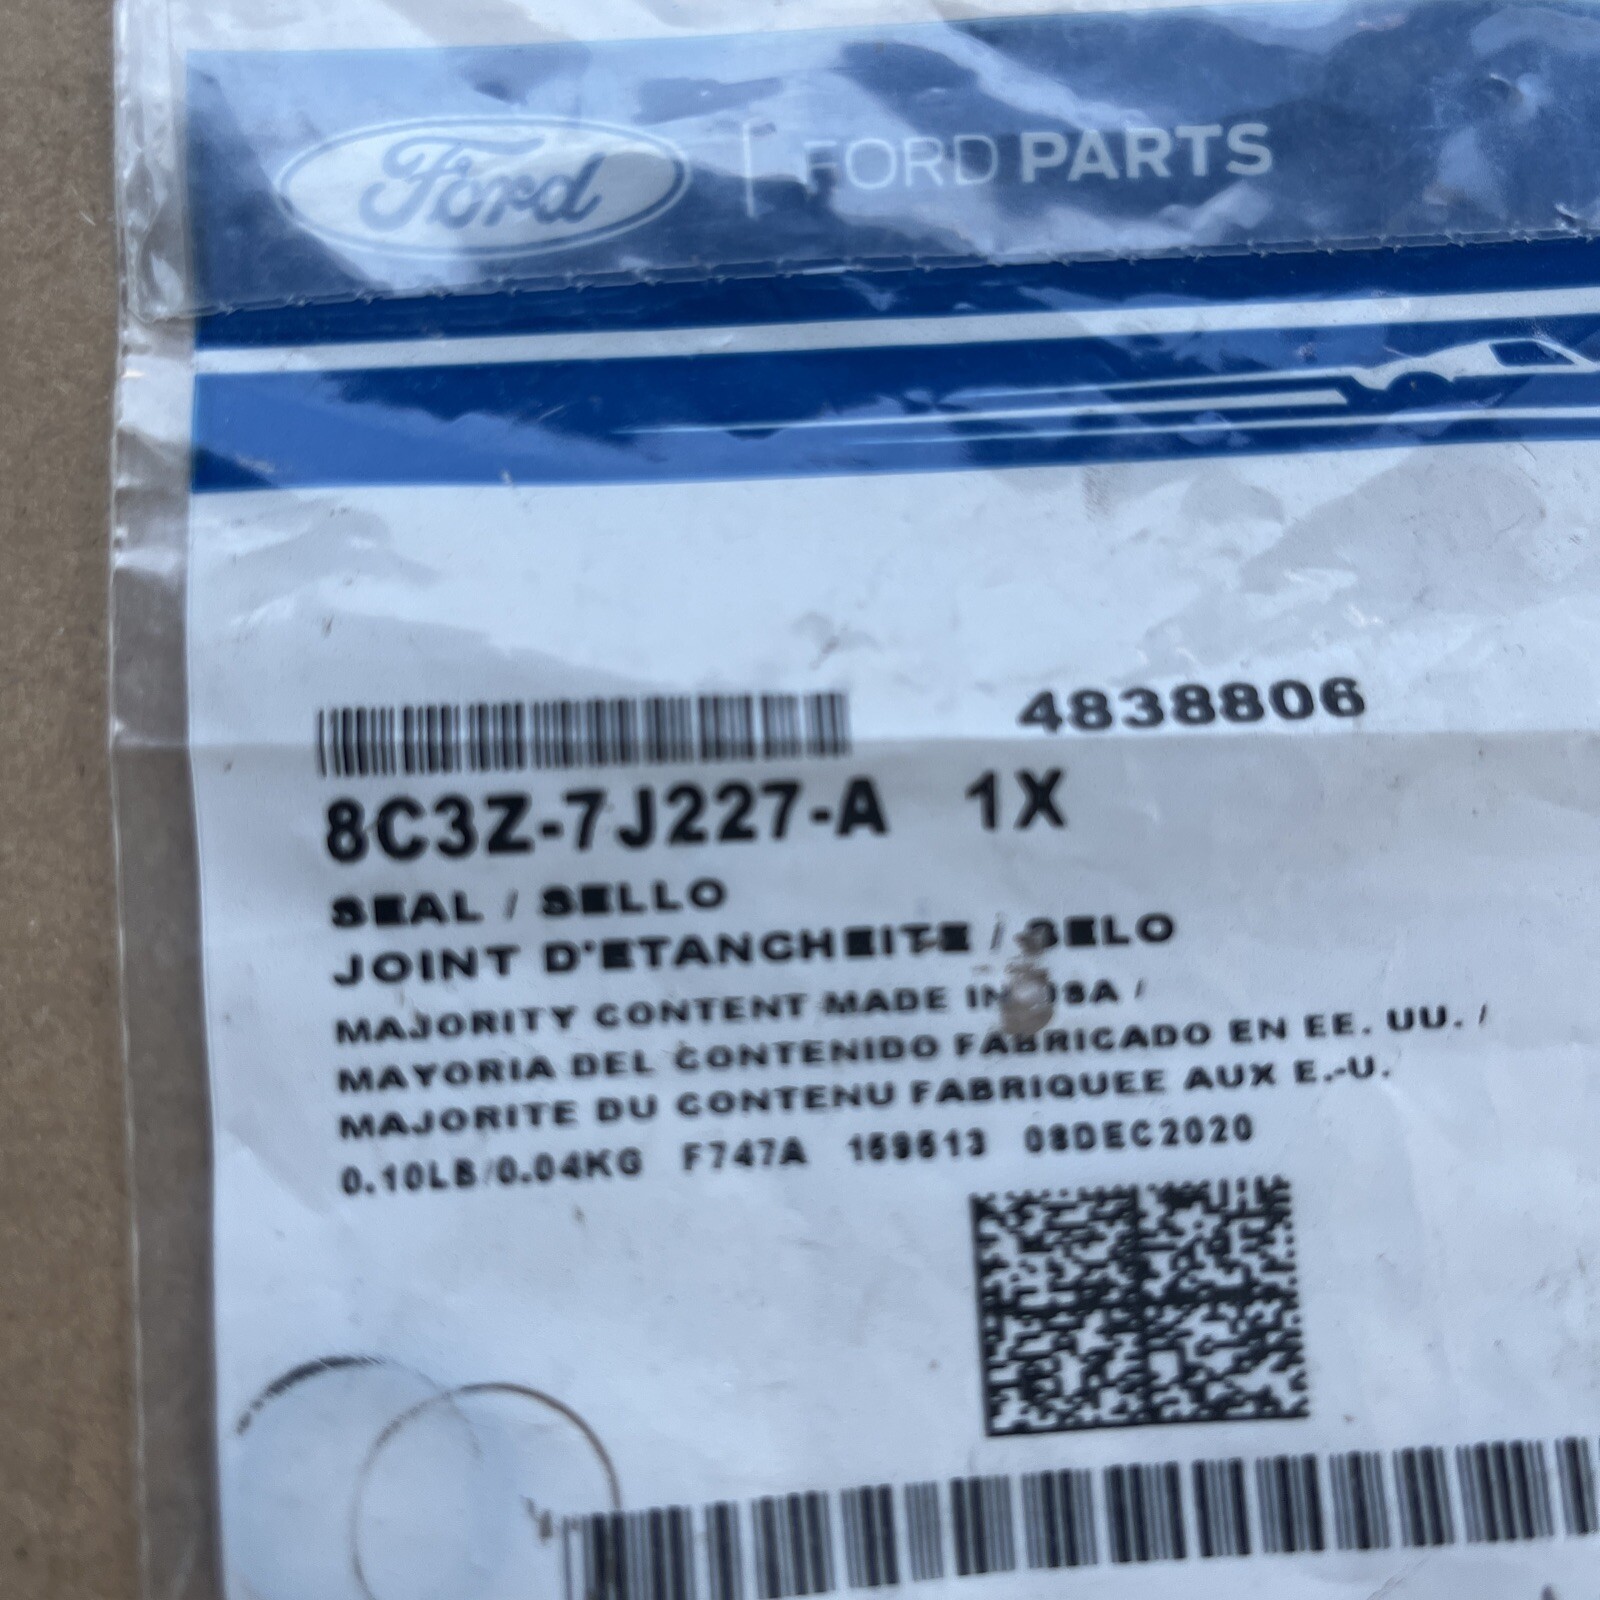 Ford | FORD PARTS
4838806
8C3Z-7J227-A 1X
SEAL / SELLO
JOINT D'ETANCHEITE / SELO
MAJORITY CONTENT MADE IN USA /
MAYORIA DEL CONTENIDO FABRICADO EN EE. UU. /
MAJORITE DU CONTENU FABRIQUEE AUX E.-U.
0.10LB/0.04KG F747A 159513 08DEC2020